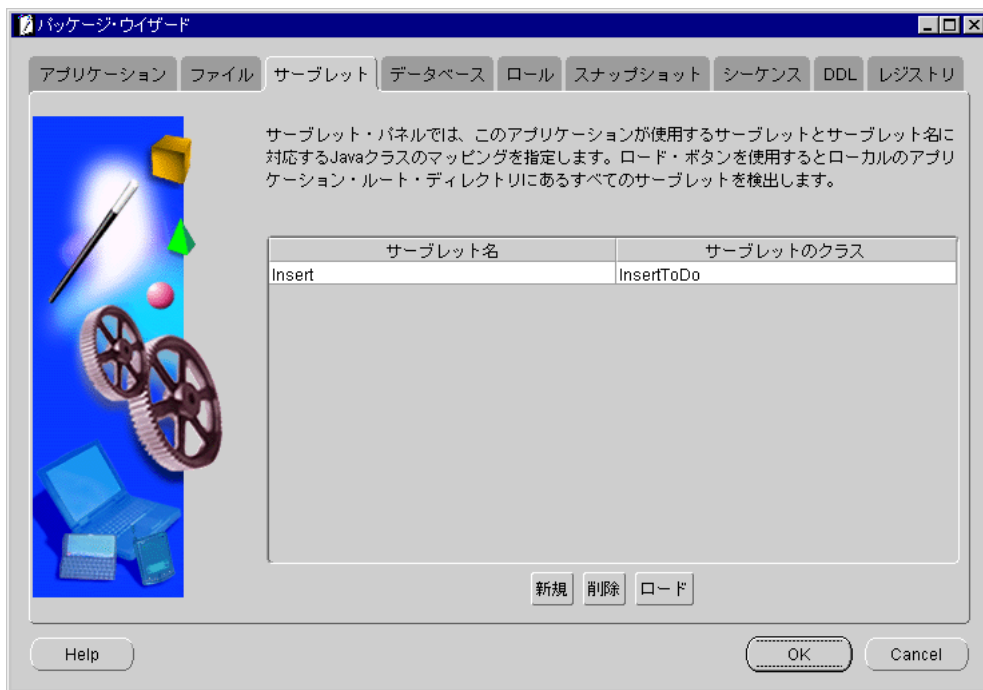 パッケージ・ウイザード
アプリケーション ファイル サーブレット データベース ロール スナップショット シーケンス DDL レジストリ
サーブレット・パネルでは、このアプリケーションが使用するサーブレットとサーブレット名に
対応するJavaクラスのマッピングを指定します。ロード・ボタンを使用するとローカルのアプリ
ケーション・ルート・ディレクトリにあるすべてのサーブレットを検出します。
サーブレット名 サーブレットのクラス
Insert InsertToDo
新規 削除 ロード
Help OK Cancel